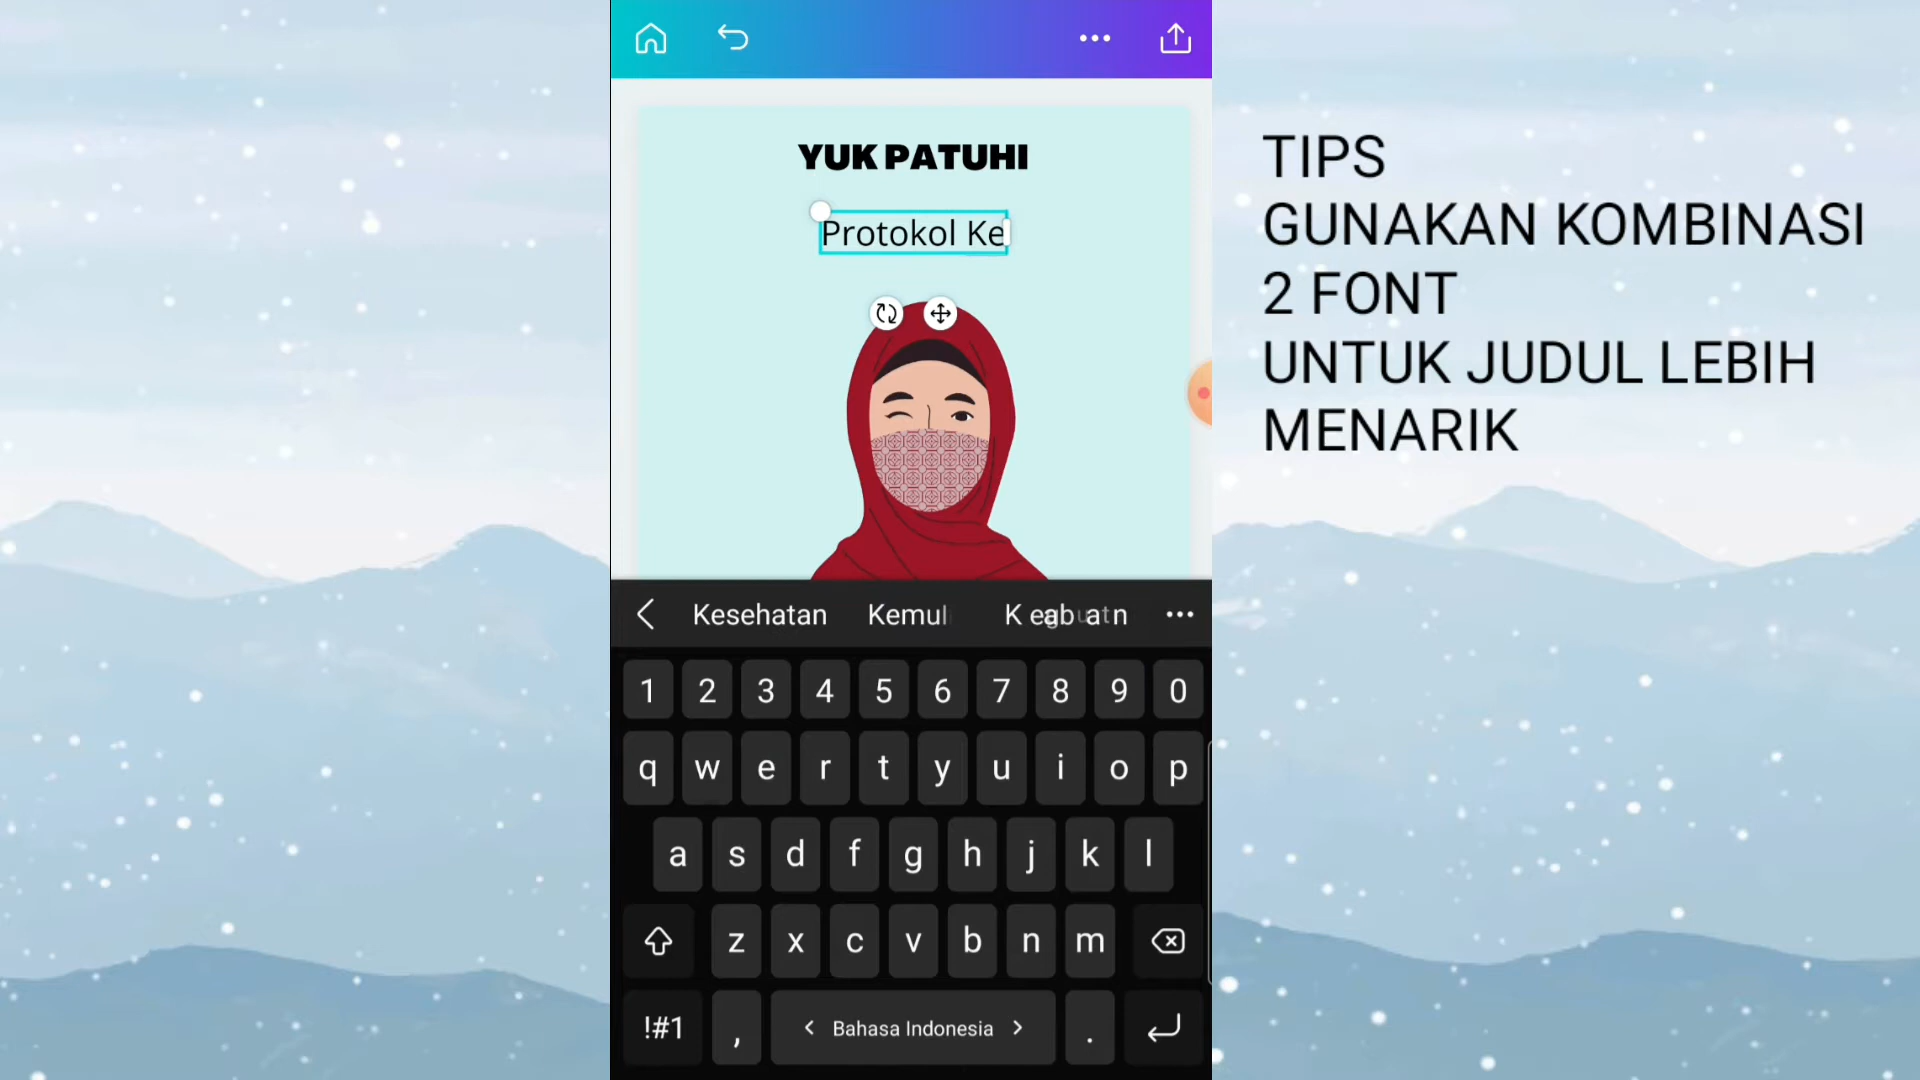 YUK PATUHI
Protokol Ke
TIPS
GUNAKAN KOMBINASI
2 FONT
UNTUK JUDUL LEBIH
MENARIK
Kesehatan Kemul
1 2 3 4 5 6 7 8 9 0
q w e r t y u i o p
a s d f g h j k l
z x c v b n m
!#1 , < Bahasa Indonesia > .